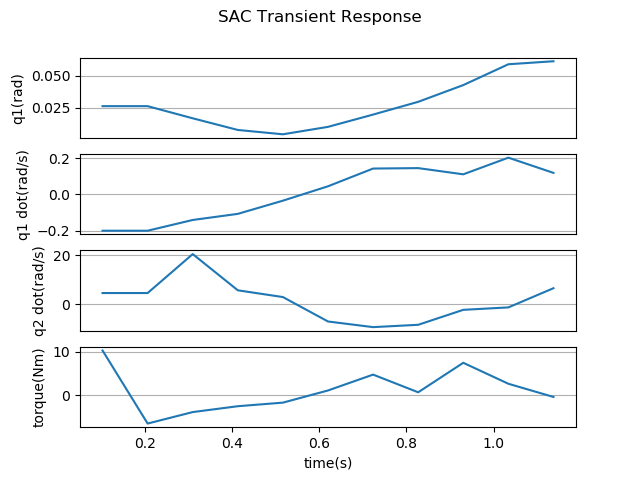 SAC Transient Response
q1(rad)
0.050
0.025
q1 dot(rad/s)
0.2
0.0
−0.2
q2 dot(rad/s)
20
0
torque(Nm)
10
0
0.2 0.4 0.6 0.8 1.0
time(s)